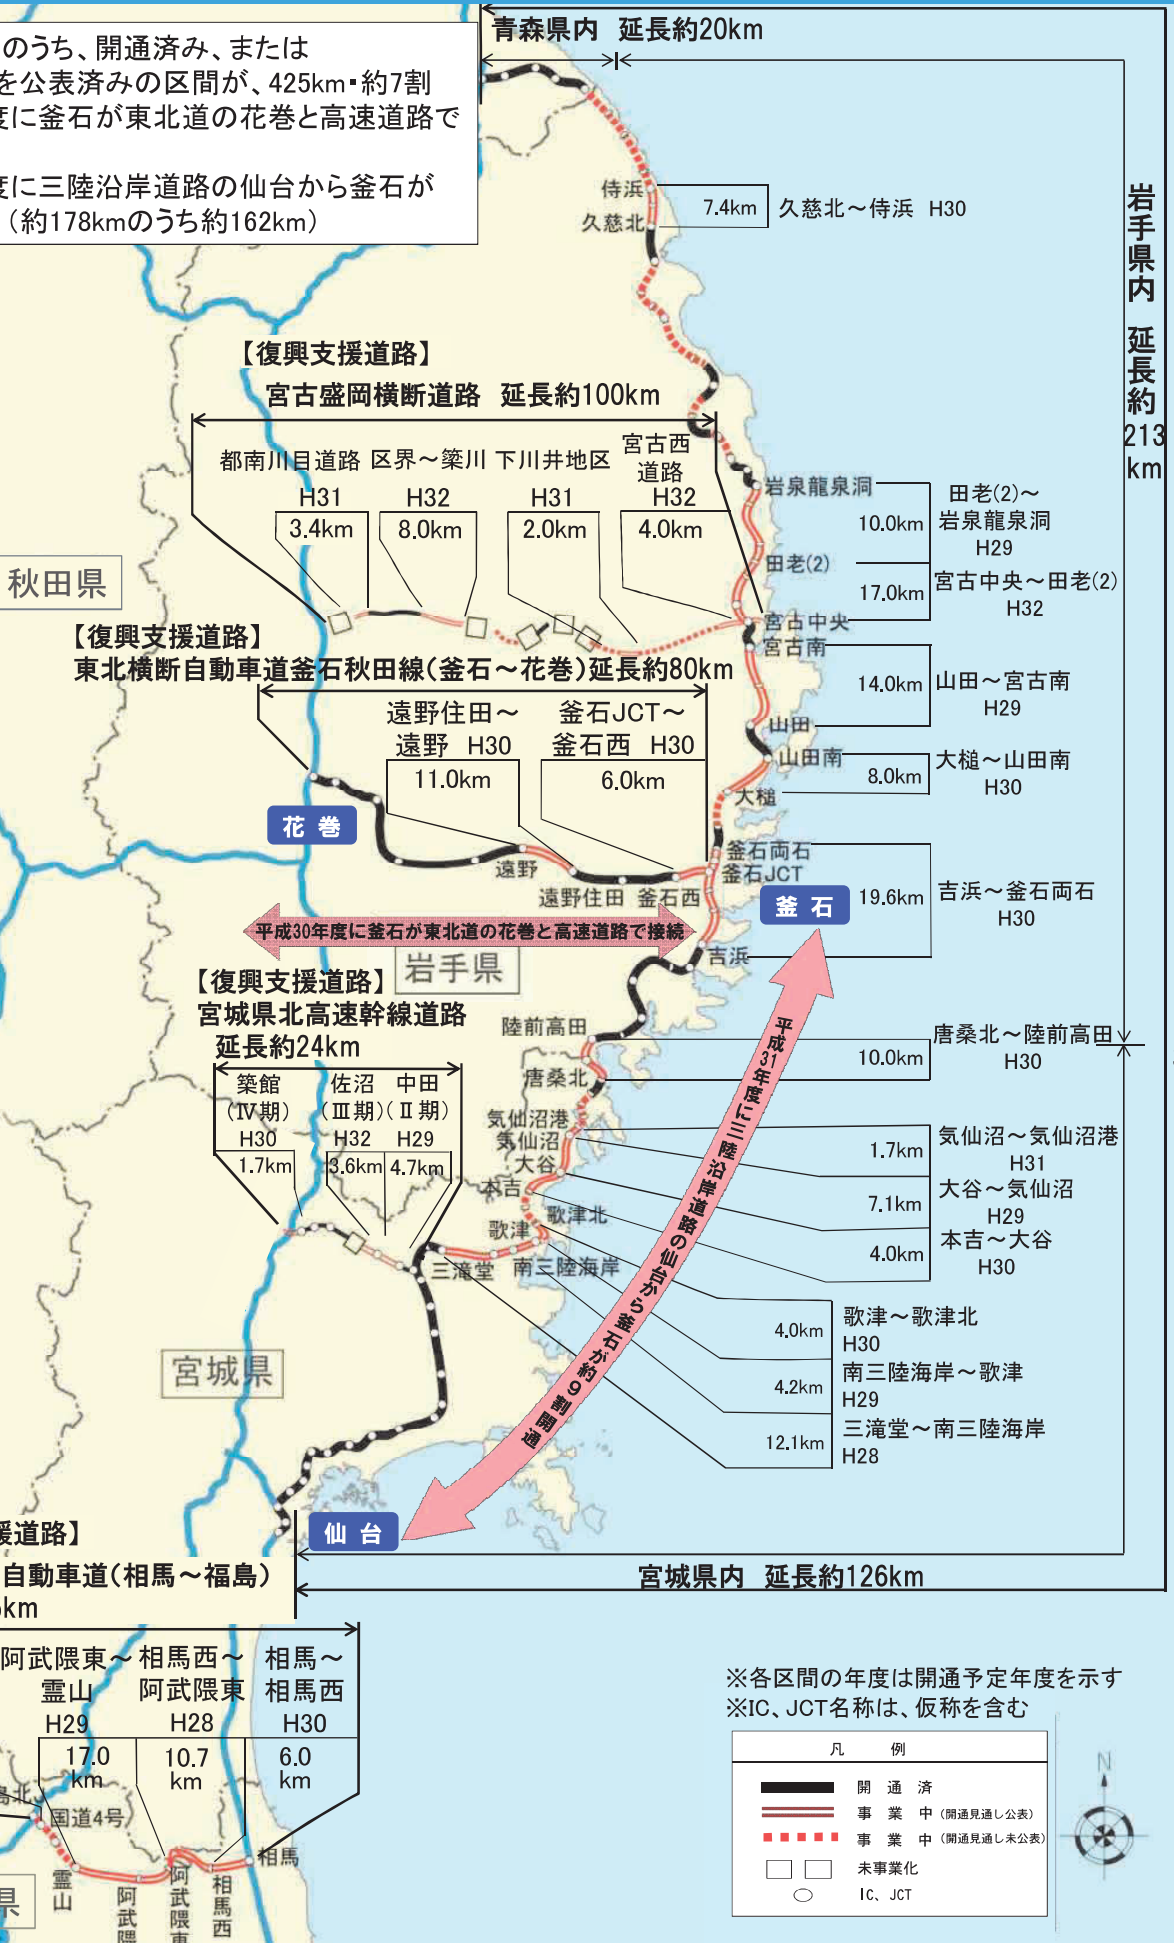 青森県内 延長約20km
のうち、開通済み、または
を公表済みの区間が、425km・約7割
度に釜石が東北道の花巻と高速道路で
度に三陸沿岸道路の仙台から釜石が
(約178kmのうち約162km)
侍浜
久慈北
7.4km
久慈北～侍浜 H30
岩手県内 延長約213km
【復興支援道路】
宮古盛岡横断道路 延長約100km
都南川目道路
H31
3.4km
区界～簗川
H32
8.0km
下川井地区
H31
2.0km
宮古西
道路
H32
4.0km
岩泉龍泉洞
10.0km
田老(2)～
岩泉龍泉洞
H29
田老(2)
17.0km
宮古中央～田老(2)
H32
宮古中央
宮古南
14.0km
山田～宮古南
H29
山田
山田南
8.0km
大槌～山田南
H30
大槌
秋田県
【復興支援道路】
東北横断自動車道釜石秋田線(釜石～花巻)延長約80km
遠野住田～
遠野 H30
11.0km
釜石JCT～
釜石西 H30
6.0km
花巻
遠野
遠野住田
釜石西
釜石両石
釜石JCT
釜石
19.6km
吉浜～釜石両石
H30
平成30年度に釜石が東北道の花巻と高速道路で接続
吉浜
岩手県
【復興支援道路】
宮城県北高速幹線道路
延長約24km
築館
(Ⅳ期)
H30
1.7km
佐沼
(Ⅲ期)
H32
3.6km
中田
(Ⅱ期)
H29
4.7km
陸前高田
唐桑北
10.0km
唐桑北～陸前高田
H30
気仙沼港
気仙沼
大谷
本吉
歌津北
歌津
南三陸海岸
三滝堂
1.7km
気仙沼～気仙沼港
H31
7.1km
大谷～気仙沼
H29
4.0km
本吉～大谷
H30
4.0km
歌津～歌津北
H30
4.2km
南三陸海岸～歌津
H29
12.1km
三滝堂～南三陸海岸
H28
平成31年度に三陸沿岸道路の仙台から釜石が約9割開通
宮城県
仙台
宮城県内 延長約126km
援道路】
自動車道(相馬～福島)
km
阿武隈東～
霊山
H29
17.0
km
相馬西～
阿武隈東
H28
10.7
km
相馬～
相馬西
H30
6.0
km
島北
国道4号
霊山
阿武隈
阿武隈東
相馬西
相馬
県
※各区間の年度は開通予定年度を示す
※IC、JCT名称は、仮称を含む
凡例
開通済
事業中(開通見通し公表)
事業中(開通見通し未公表)
未事業化
IC、JCT
N